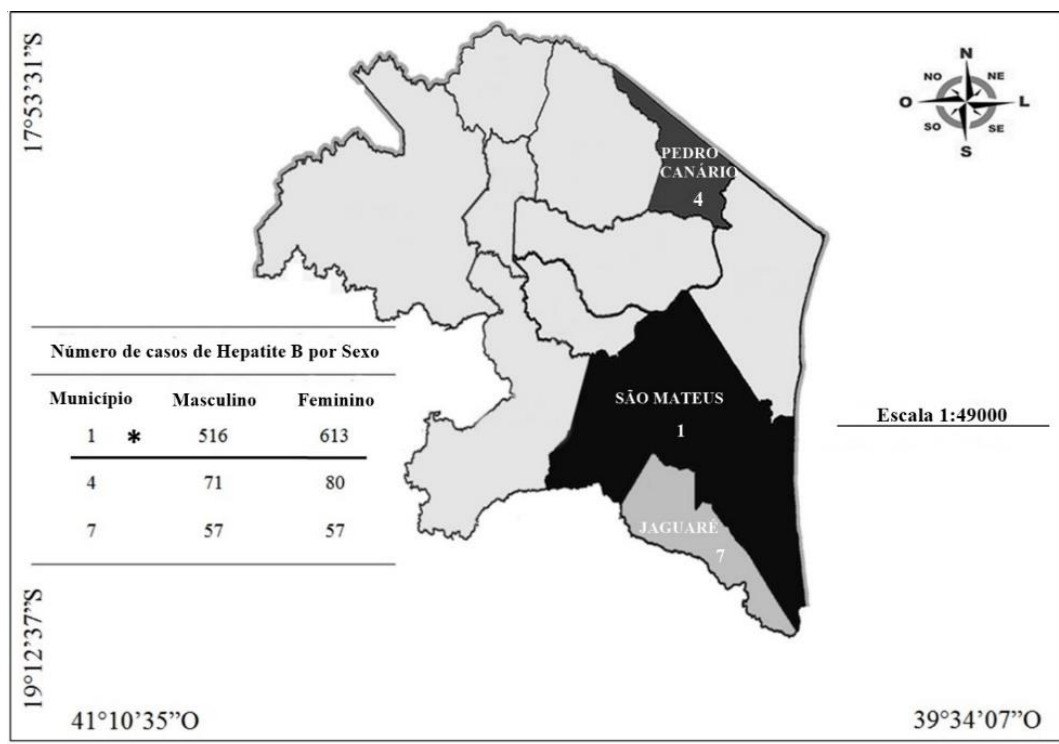 17°53’31”S
N
NO
NE
O
L
SO
SE
S
PEDRO
CANÁRIO
4
Número de casos de Hepatite B por Sexo
Município Masculino Feminino
1 * 516 613
4 71 80
7 57 57
SÃO MATEUS
1
Escala 1:49000
JAGUARÉ
7
19°12’37”S
41°10’35”O
39°34’07”O